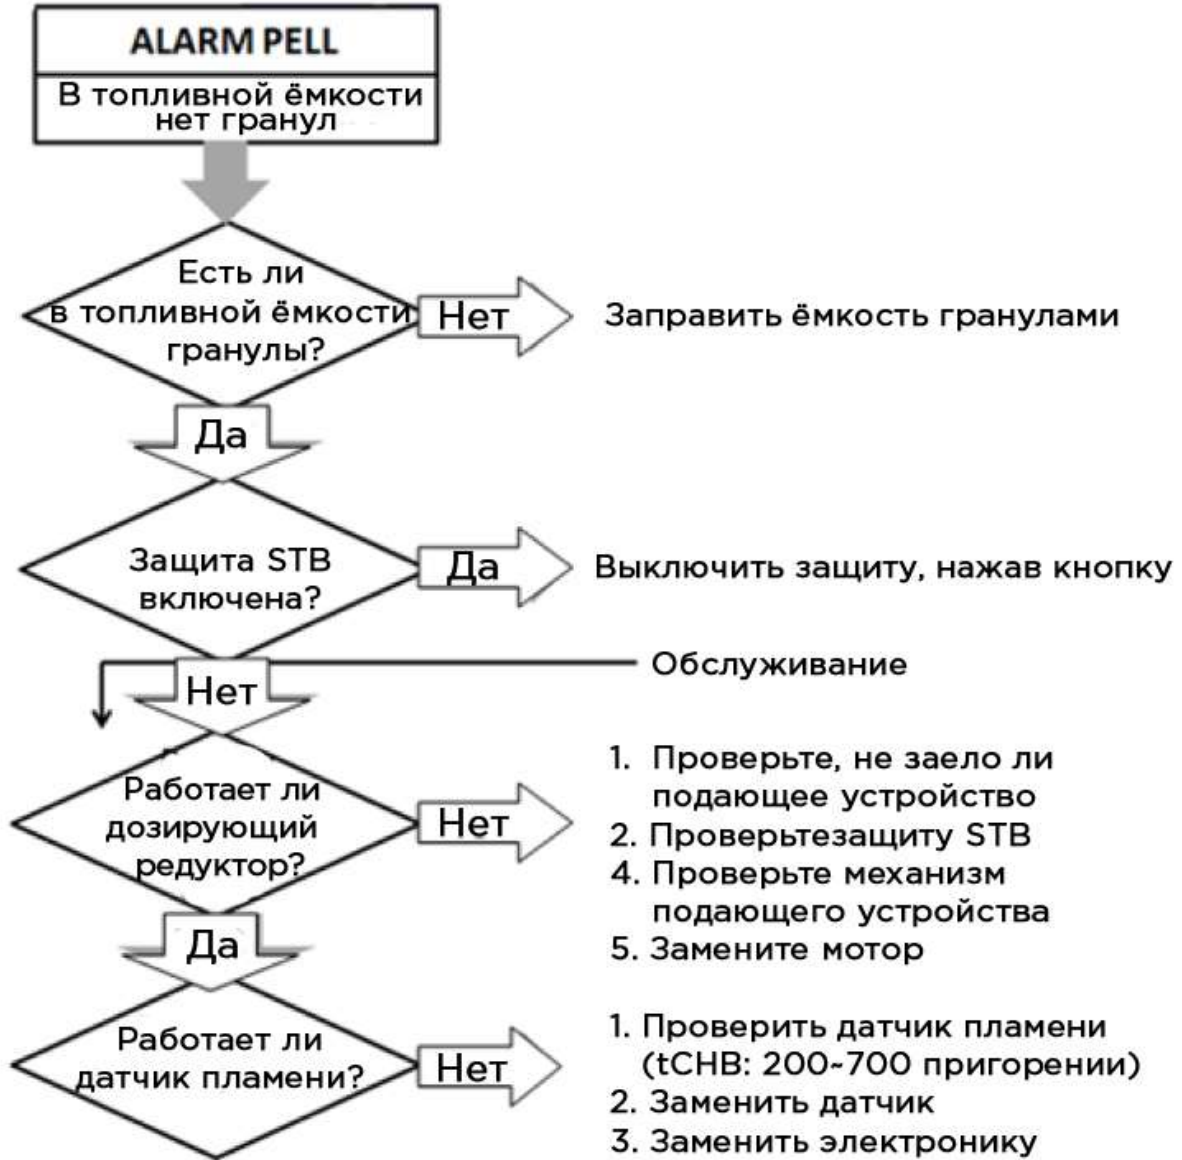 ALARM PELL
В топливной ёмкости
нет гранул
Есть ли
в топливной ёмкости
гранулы?
Нет
Заправить ёмкость гранулами
Да
Защита STB
включена?
Да
Выключить защиту, нажав кнопку
Обслуживание
Нет
Работает ли
дозирующий
редуктор?
Нет
1. Проверьте, не заело ли
подающее устройство
2. Проверьтезащиту STB
4. Проверьте механизм
подающего устройства
5. Замените мотор
Да
Работает ли
датчик пламени?
Нет
1. Проверить датчик пламени
(tCHB: 200~700 пригорении)
2. Заменить датчик
3. Заменить электронику